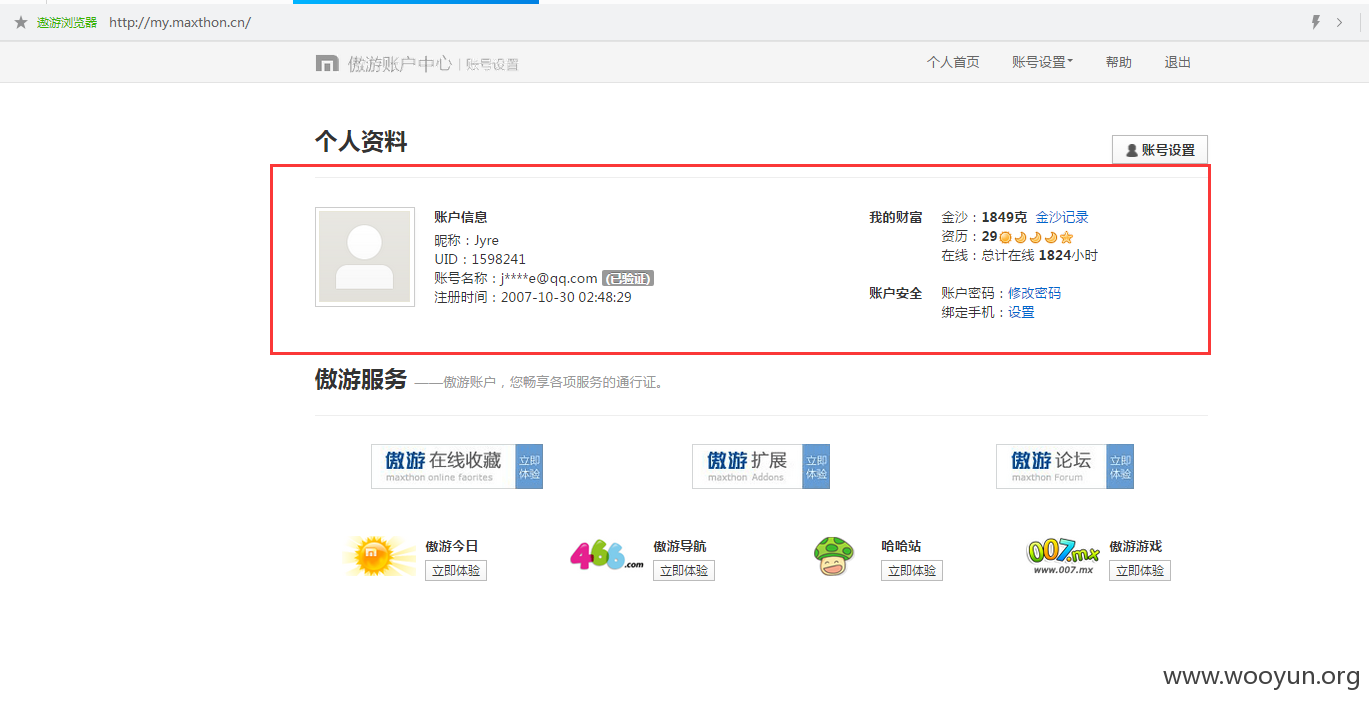 傲游浏览器 http://my.maxthon.cn/
傲游账户中心 | 账号设置 个人首页 账号设置 帮助 退出
个人资料
账号设置
账户信息
昵称：Jyre
UID：1598241
账号名称：j****e@qq.com (已验证)
注册时间：2007-10-30 02:48:29
我的财富 金沙：1849克 金沙记录
资历：29
在线：总计在线 1824小时
账户安全 账户密码：修改密码
绑定手机：设置
傲游服务 ——傲游账户，您畅享各项服务的通行证。
傲游 在线收藏
maxthon online faorites
立即
体验
傲游 扩展
maxthon Addons
立即
体验
傲游 论坛
maxthon Forum
立即
体验
傲游今日
立即体验
466.com
傲游导航
立即体验
哈哈站
立即体验
007.mx
www.007.mx
傲游游戏
立即体验
www.wooyun.org